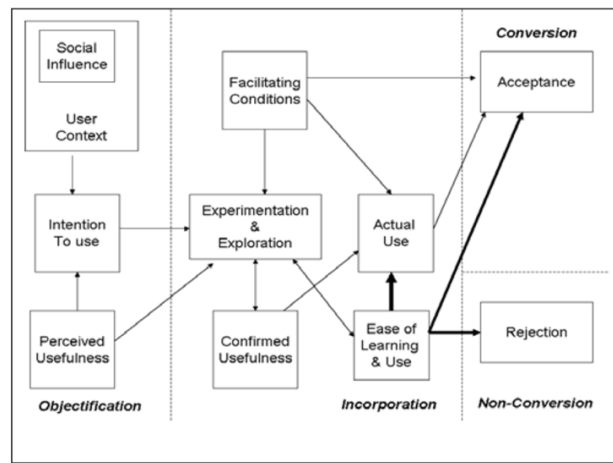 Conversion
Social
Influence
User
Context
Facilitating
Conditions
Acceptance
Intention
To use
Experimentation
&
Exploration
Actual
Use
Perceived
Usefulness
Confirmed
Usefulness
Ease of
Learning
& Use
Rejection
Objectification
Incorporation
Non-Conversion